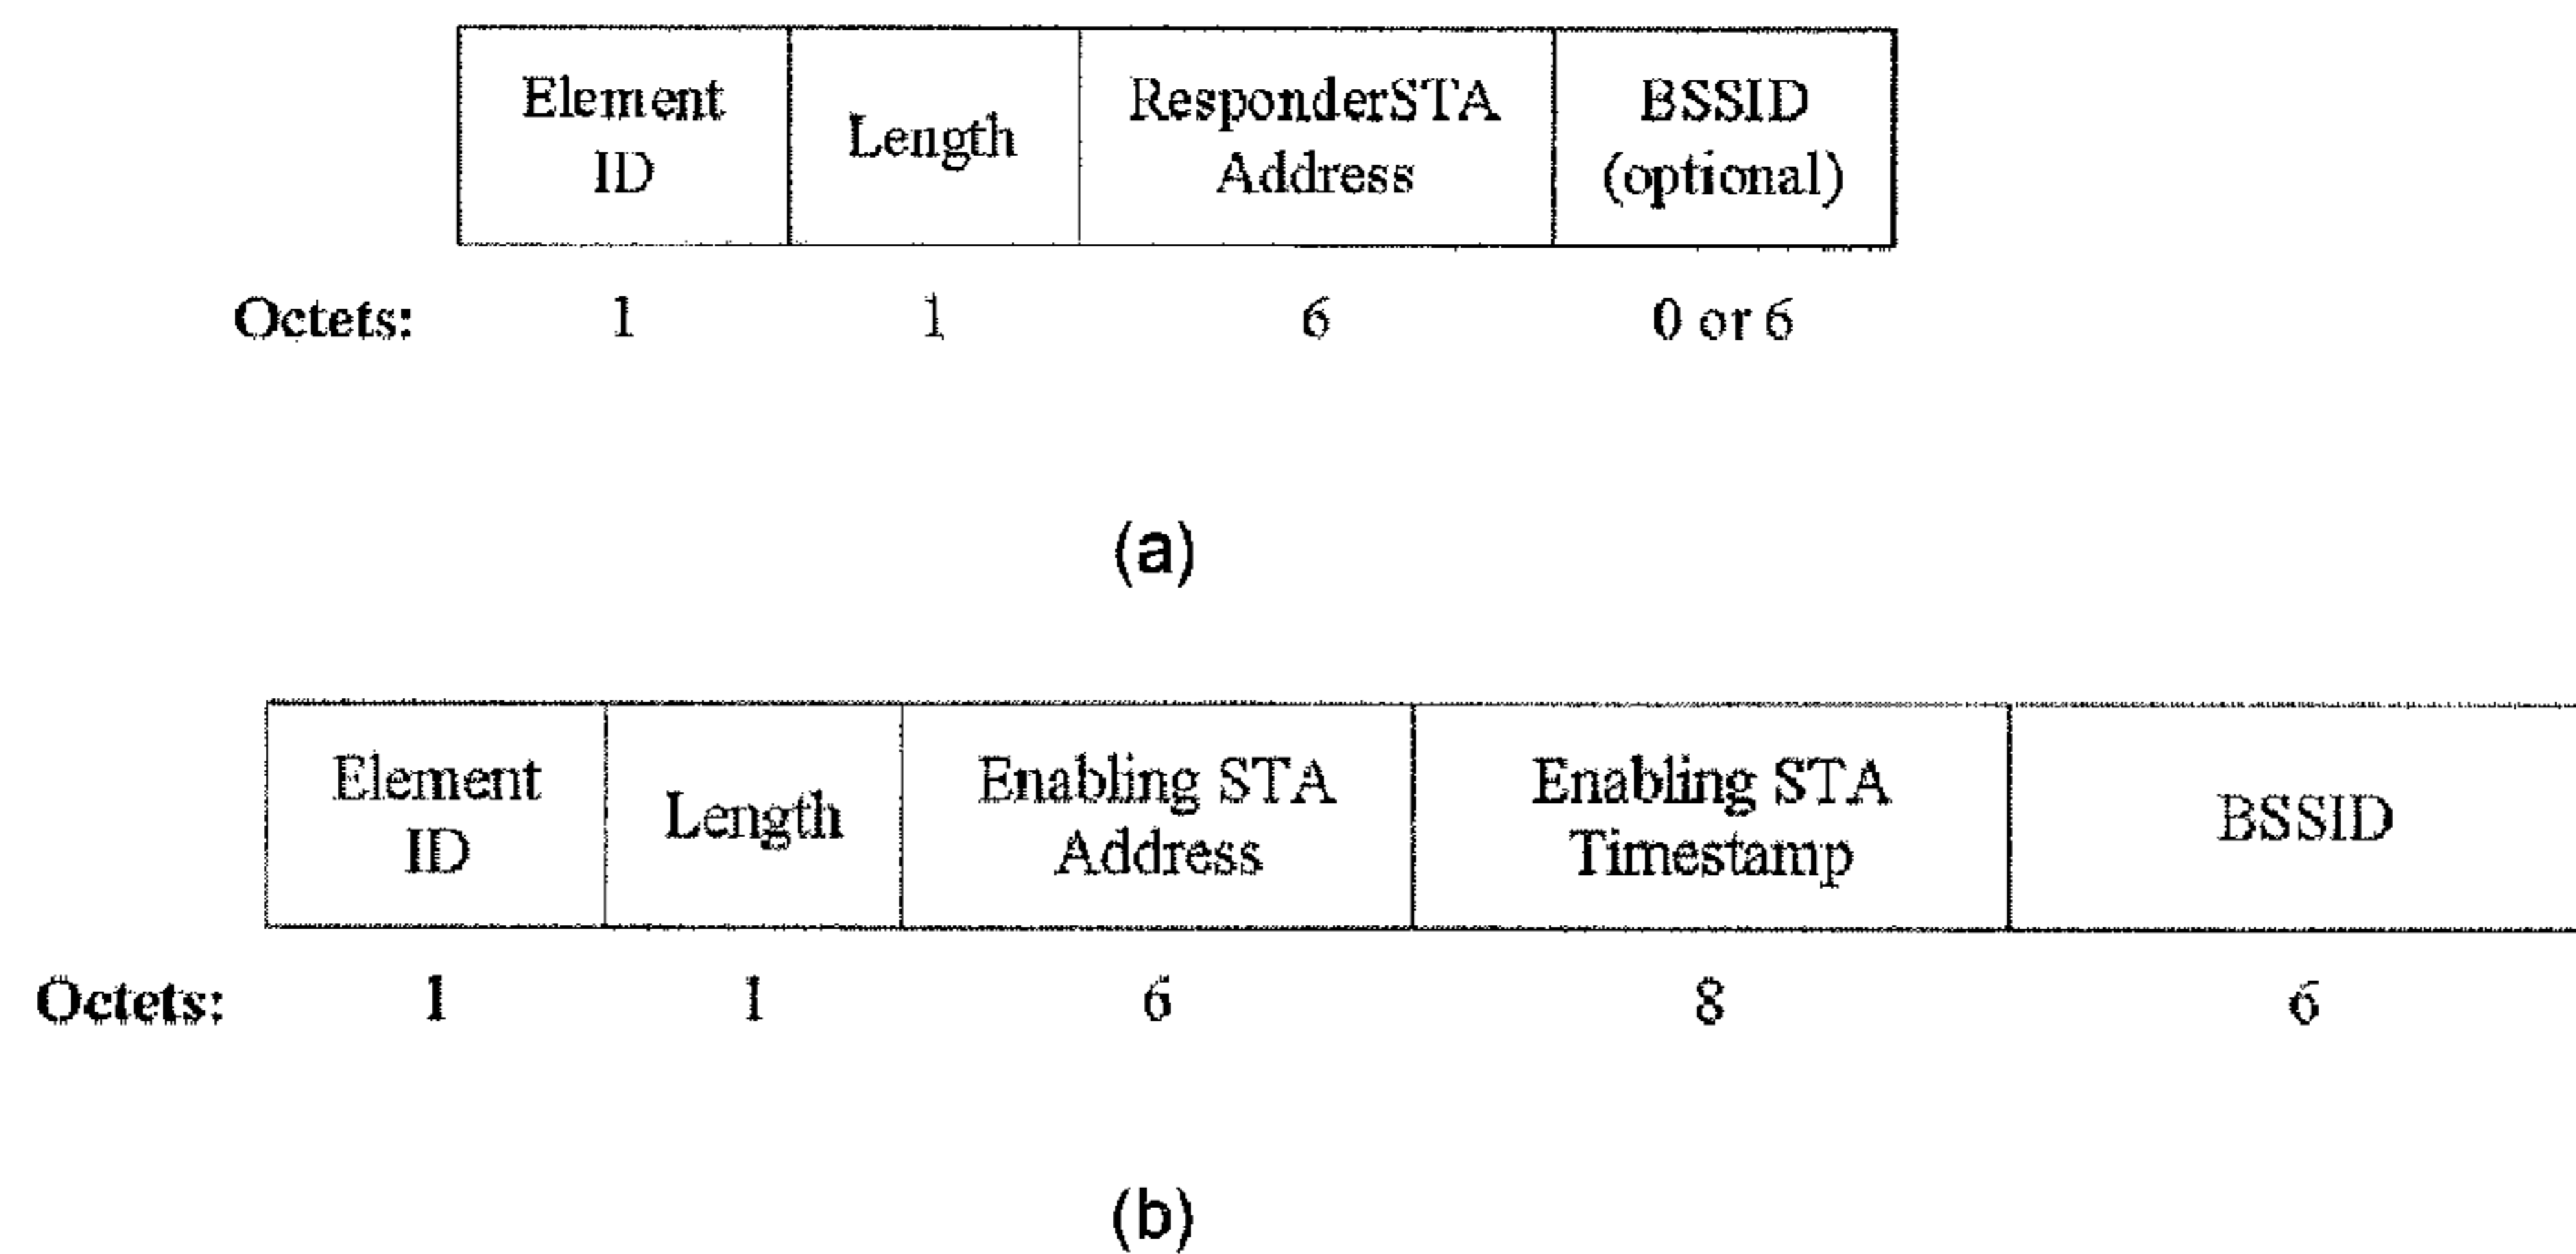 Element
ID
Length
ResponderSTA
Address
BSSID
(optional)
Octets: 1 1 6 0 or 6
(a)
Element
ID
Length
Enabling STA
Address
Enabling STA
Timestamp
BSSID
Octets: 1 1 6 8 6
(b)